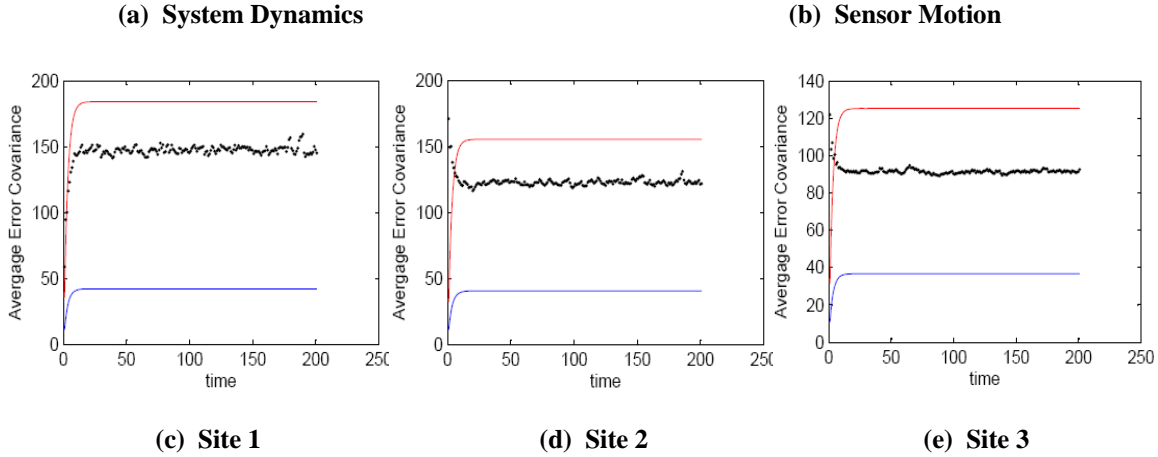 (a) System Dynamics
(b) Sensor Motion
Avergage Error Covariance
200
150
100
50
0
0 50 100 150 200 250
time
Avergage Error Covariance
200
150
100
50
0
0 50 100 150 200 250
time
Avergage Error Covariance
140
120
100
80
60
40
20
0
0 50 100 150 200 250
time
(c) Site 1
(d) Site 2
(e) Site 3